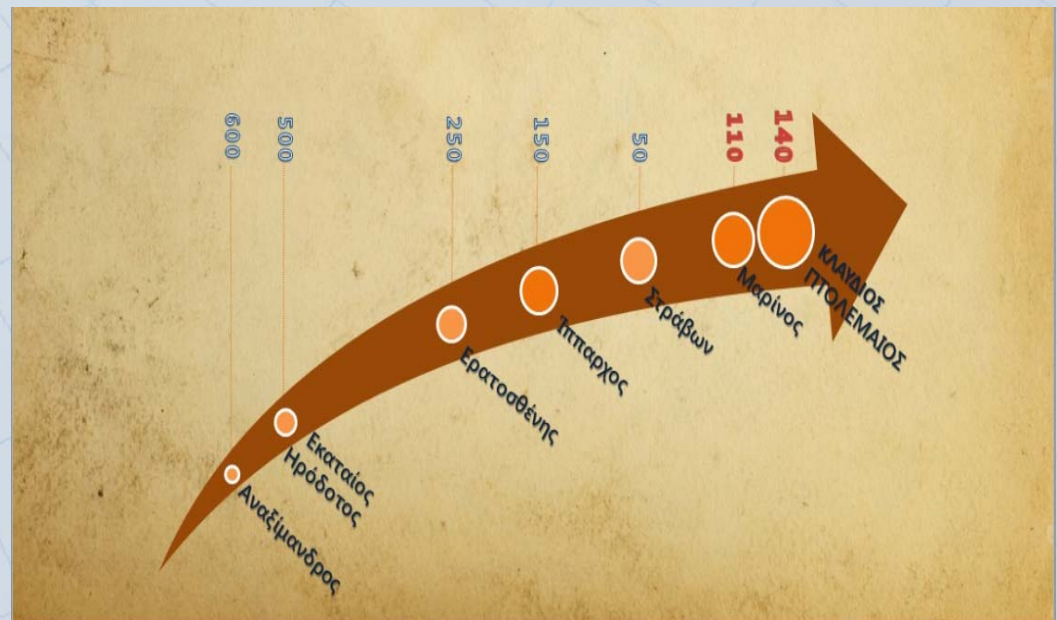 600
500
250
150
50
110
140
Αναξίμανδρος
Εκαταίος
Ηρόδοτος
Ερατοσθένης
Ίππαρχος
Στράβων
Μαρίνος
ΚΛΑΥΔΙΟΣ
ΠΤΟΛΕΜΑΙΟΣ